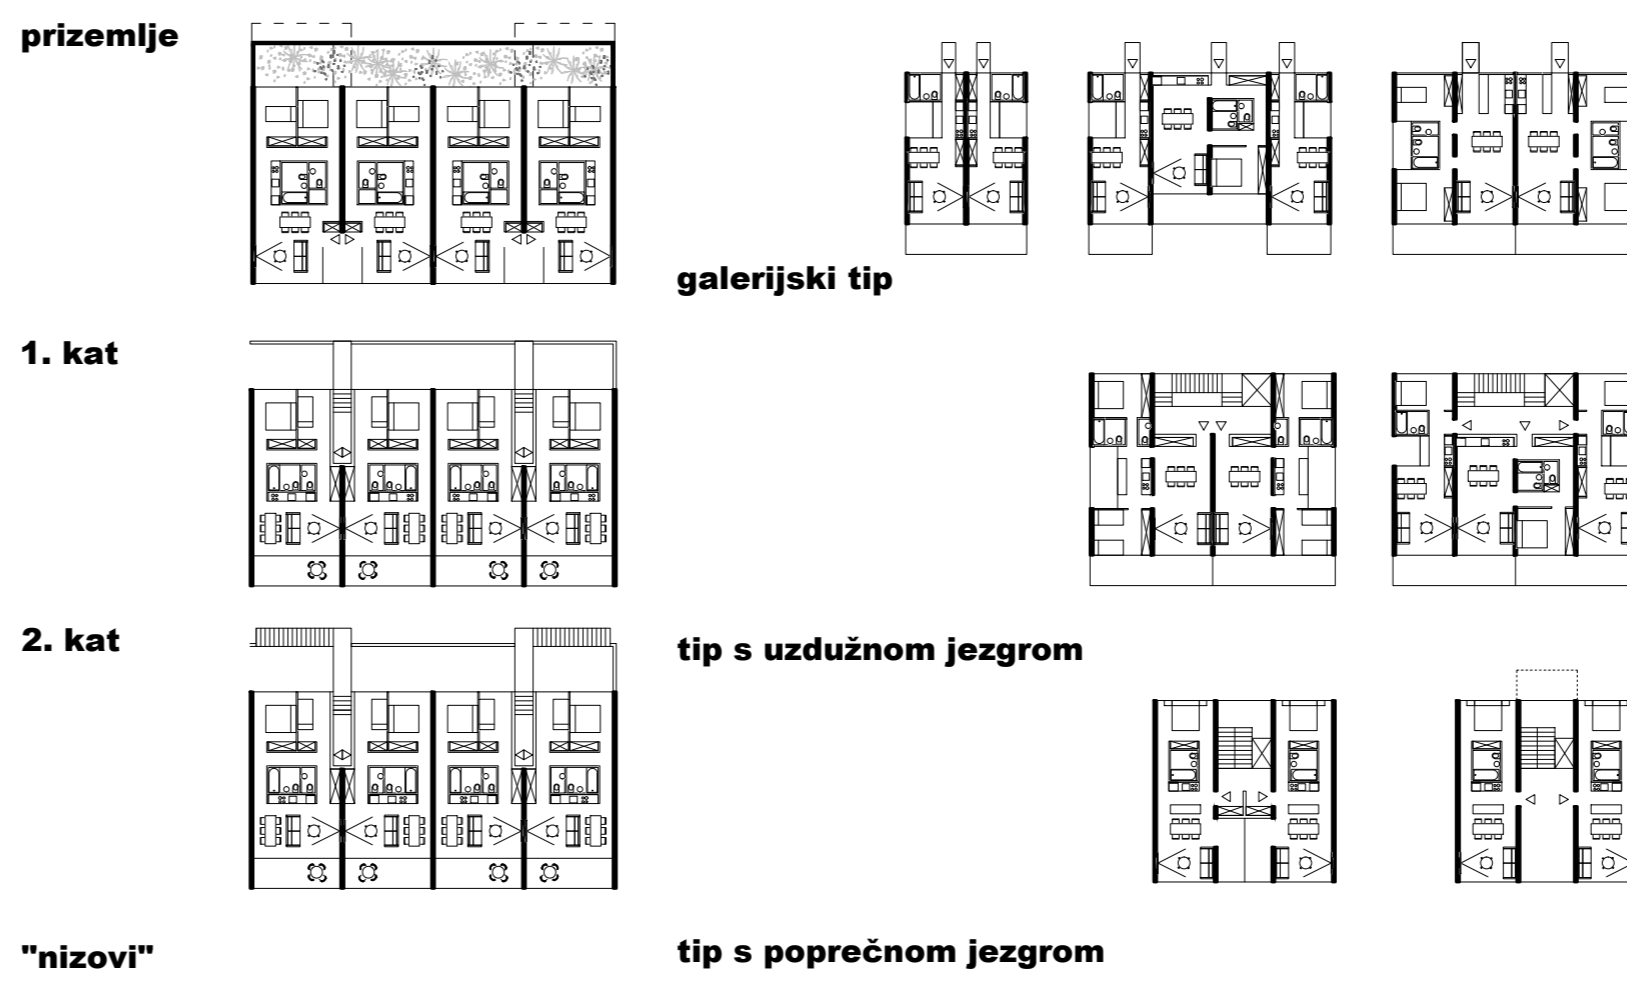 prizemlje
galerijski tip
1. kat
2. kat
tip s uzdužnom jezgrom
"nizovi"
tip s poprečnom jezgrom